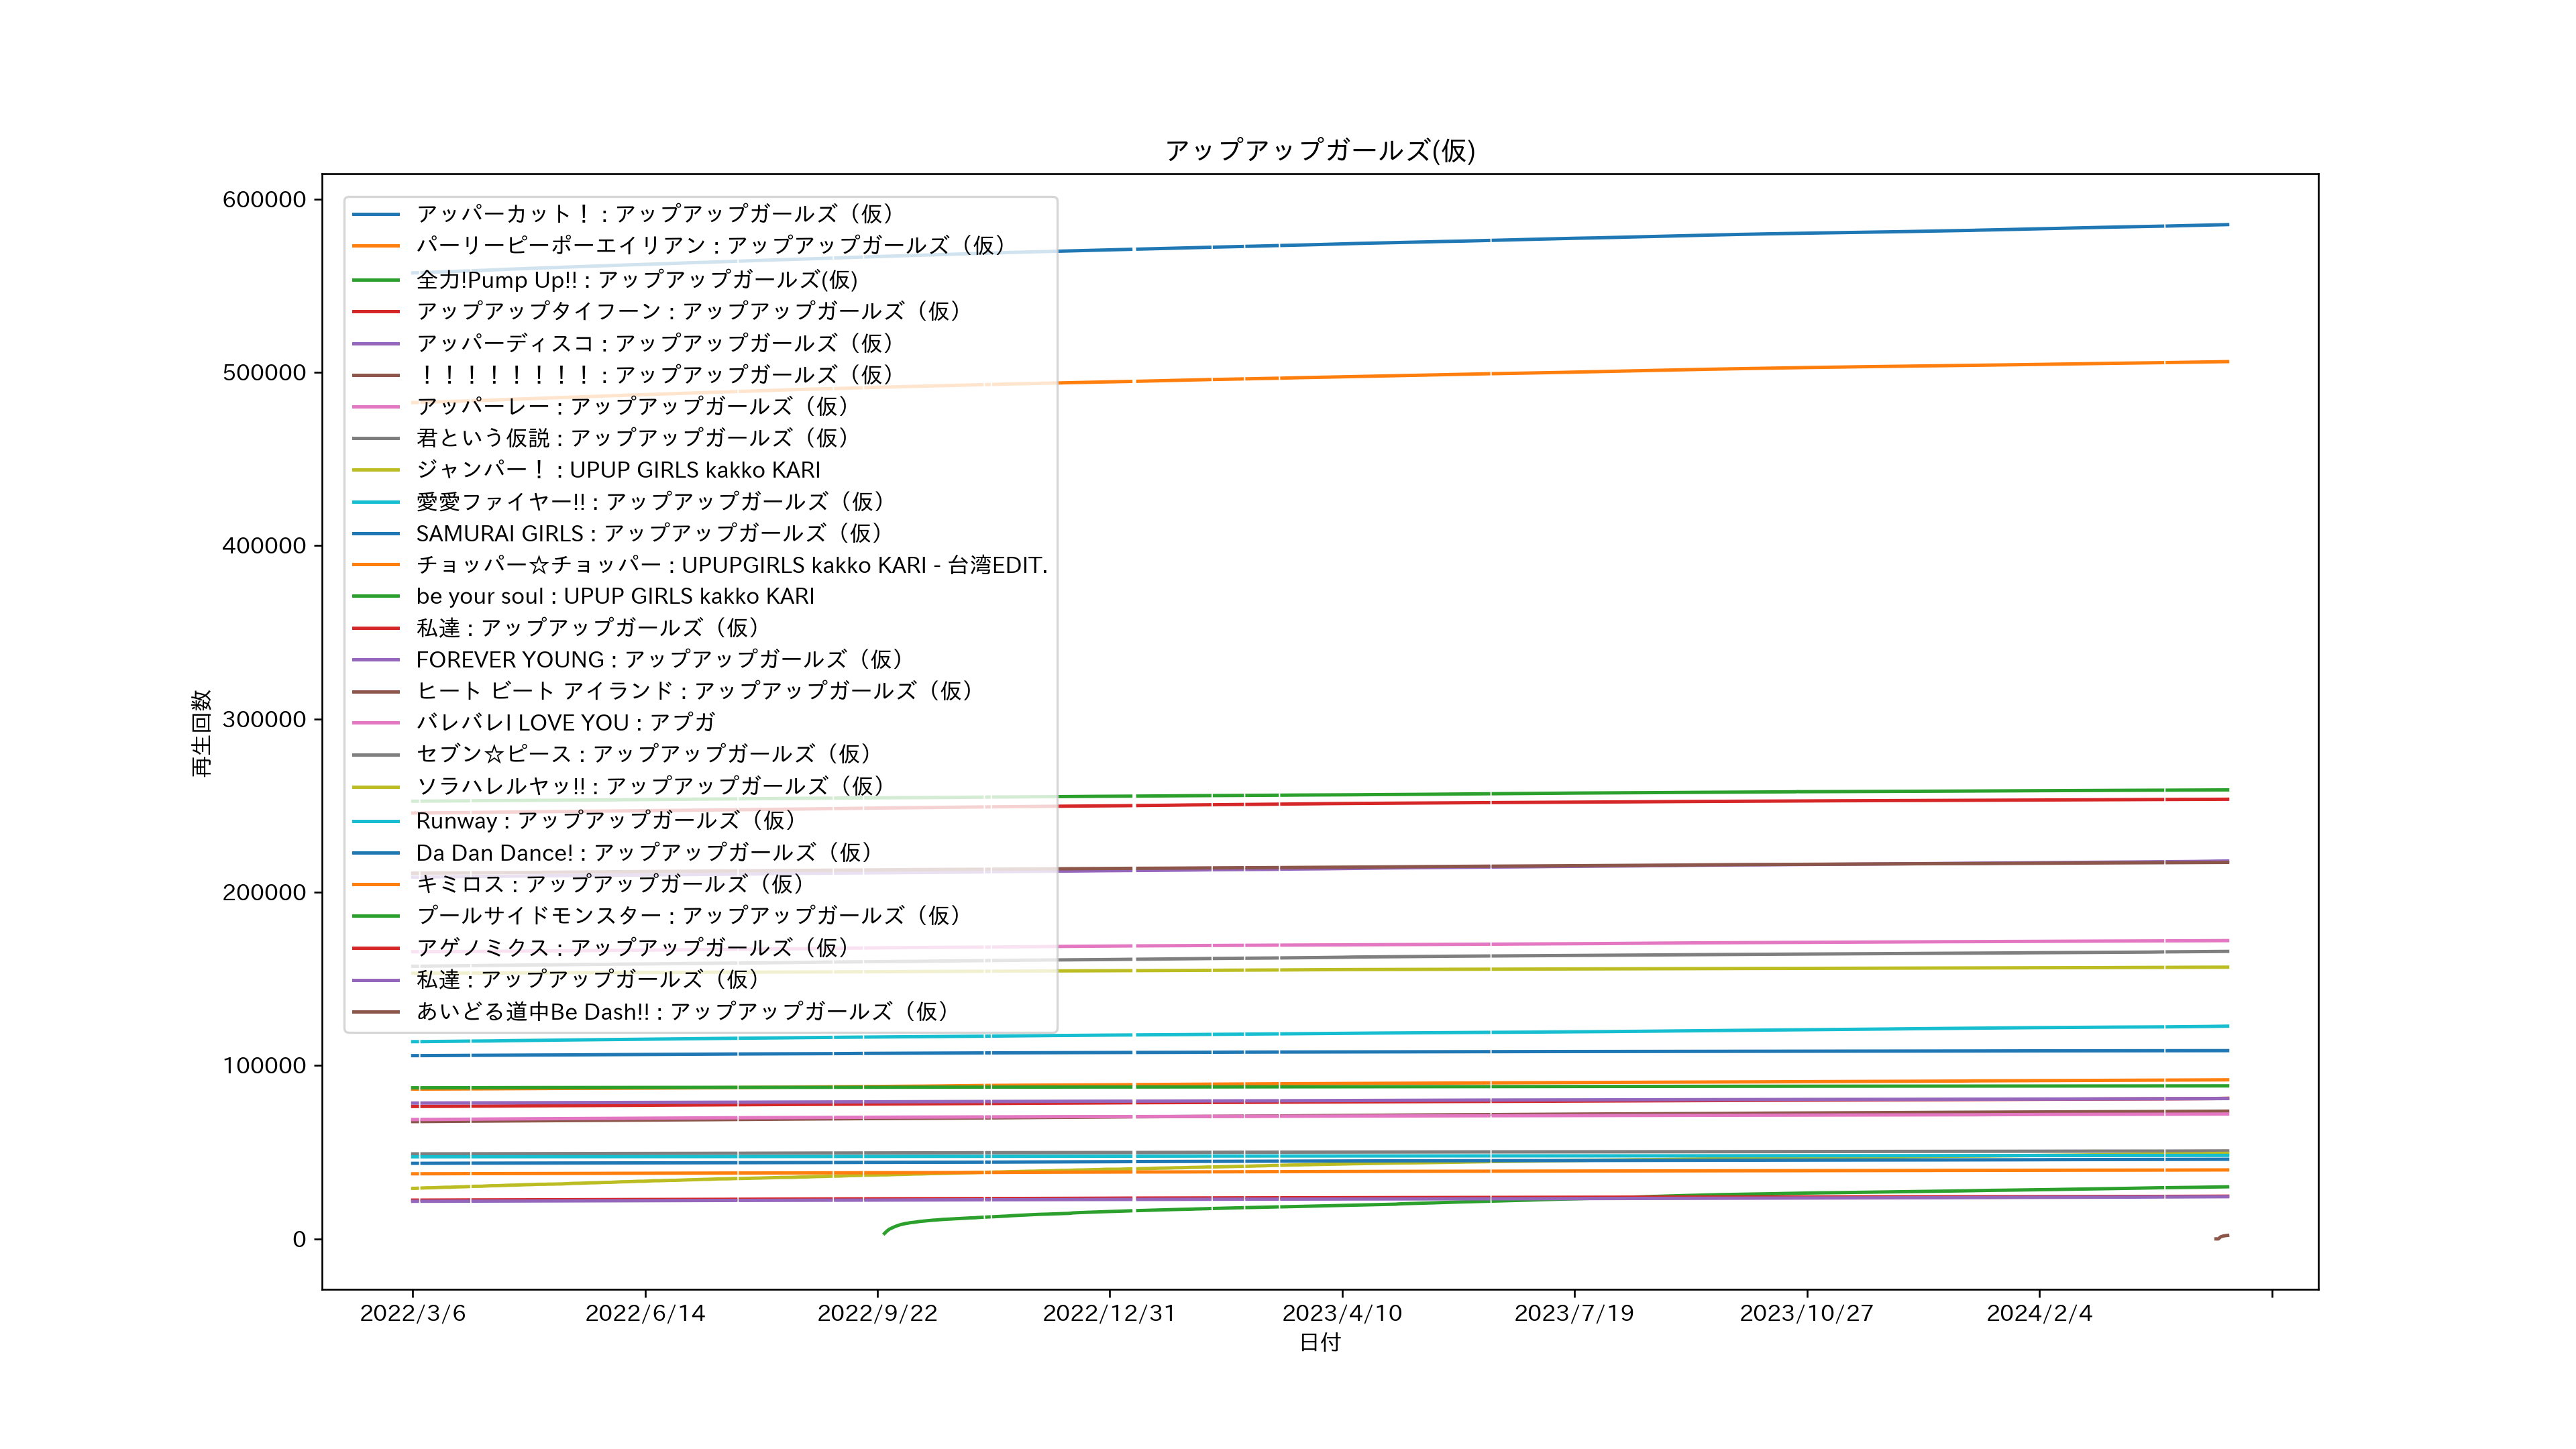 アップアップガールズ(仮)
600000
500000
400000
300000
200000
100000
0
再生回数
アッパーカット！ : アップアップガールズ（仮）
パーリーピーポーエイリアン : アップアップガールズ（仮）
全力!Pump Up!! : アップアップガールズ(仮)
アップアップタイフーン : アップアップガールズ（仮）
アッパーディスコ : アップアップガールズ（仮）
！！！！！！！！ : アップアップガールズ（仮）
アッパーレー : アップアップガールズ（仮）
君という仮説 : アップアップガールズ（仮）
ジャンパー！ : UPUP GIRLS kakko KARI
愛愛ファイヤー!! : アップアップガールズ（仮）
SAMURAI GIRLS : アップアップガールズ（仮）
チョッパー☆チョッパー : UPUPGIRLS kakko KARI - 台湾EDIT.
be your soul : UPUP GIRLS kakko KARI
私達 : アップアップガールズ（仮）
FOREVER YOUNG : アップアップガールズ（仮）
ヒート ビート アイランド : アップアップガールズ（仮）
バレバレI LOVE YOU : アプガ
セブン☆ピース : アップアップガールズ（仮）
ソラハレルヤッ!! : アップアップガールズ（仮）
Runway : アップアップガールズ（仮）
Da Dan Dance! : アップアップガールズ（仮）
キミロス : アップアップガールズ（仮）
プールサイドモンスター : アップアップガールズ（仮）
アゲノミクス : アップアップガールズ（仮）
私達 : アップアップガールズ（仮）
あいどる道中Be Dash!! : アップアップガールズ（仮）
2022/3/6
2022/6/14
2022/9/22
2022/12/31
2023/4/10
2023/7/19
2023/10/27
2024/2/4
日付